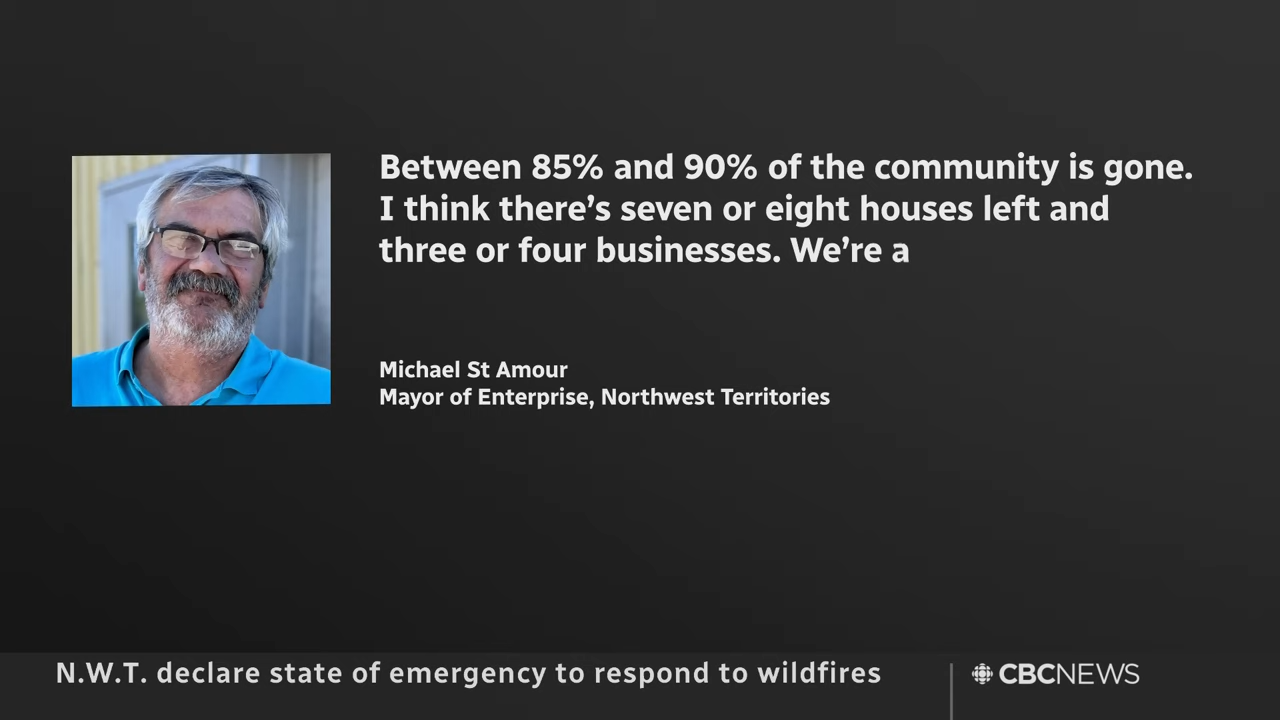 Between 85% and 90% of the community is gone.
I think there’s seven or eight houses left and
three or four businesses. We’re a
Michael St Amour
Mayor of Enterprise, Northwest Territories
N.W.T. declare state of emergency to respond to wildfires
CBCNEWS